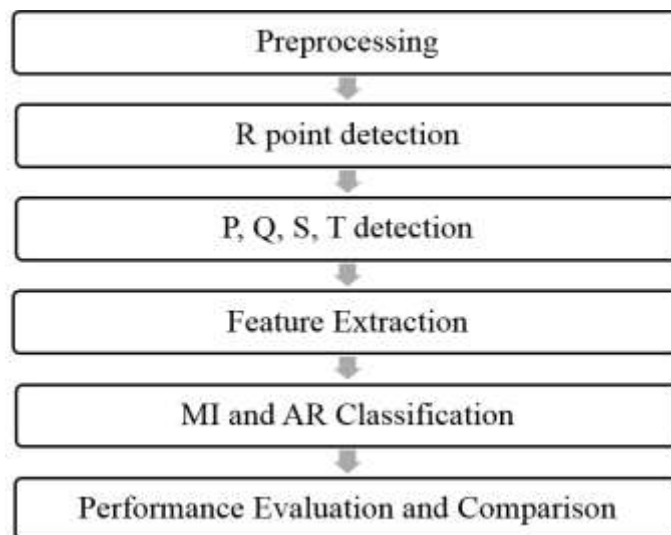 Preprocessing
R point detection
P, Q, S, T detection
Feature Extraction
MI and AR Classification
Performance Evaluation and Comparison